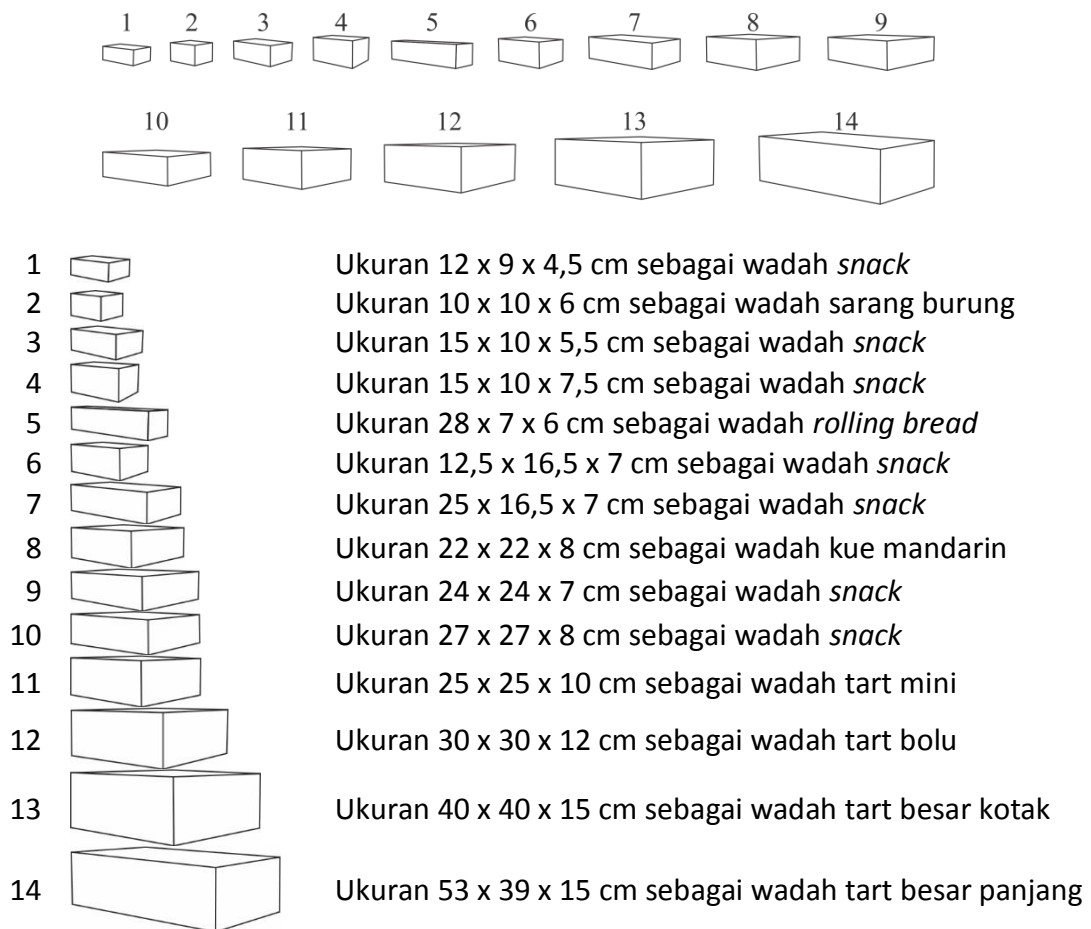 1 2 3 4 5 6 7 8 9
10 11 12 13 14
1 Ukuran 12 x 9 x 4,5 cm sebagai wadah snack
2 Ukuran 10 x 10 x 6 cm sebagai wadah sarang burung
3 Ukuran 15 x 10 x 5,5 cm sebagai wadah snack
4 Ukuran 15 x 10 x 7,5 cm sebagai wadah snack
5 Ukuran 28 x 7 x 6 cm sebagai wadah rolling bread
6 Ukuran 12,5 x 16,5 x 7 cm sebagai wadah snack
7 Ukuran 25 x 16,5 x 7 cm sebagai wadah snack
8 Ukuran 22 x 22 x 8 cm sebagai wadah kue mandarin
9 Ukuran 24 x 24 x 7 cm sebagai wadah snack
10 Ukuran 27 x 27 x 8 cm sebagai wadah snack
11 Ukuran 25 x 25 x 10 cm sebagai wadah tart mini
12 Ukuran 30 x 30 x 12 cm sebagai wadah tart bolu
13 Ukuran 40 x 40 x 15 cm sebagai wadah tart besar kotak
14 Ukuran 53 x 39 x 15 cm sebagai wadah tart besar panjang